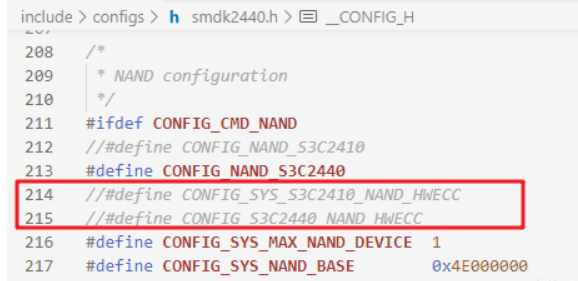 include > configs > h smdk2440.h > __CONFIG_H
207
208 /*
209  * NAND configuration
210  */
211 #ifdef CONFIG_CMD_NAND
212 //#define CONFIG_NAND_S3C2410
213 #define CONFIG_NAND_S3C2440
214 //#define CONFIG_SYS_S3C2410_NAND_HWECC
215 //#define CONFIG_S3C2440_NAND_HWECC
216 #define CONFIG_SYS_MAX_NAND_DEVICE 1
217 #define CONFIG_SYS_NAND_BASE 0x4E000000